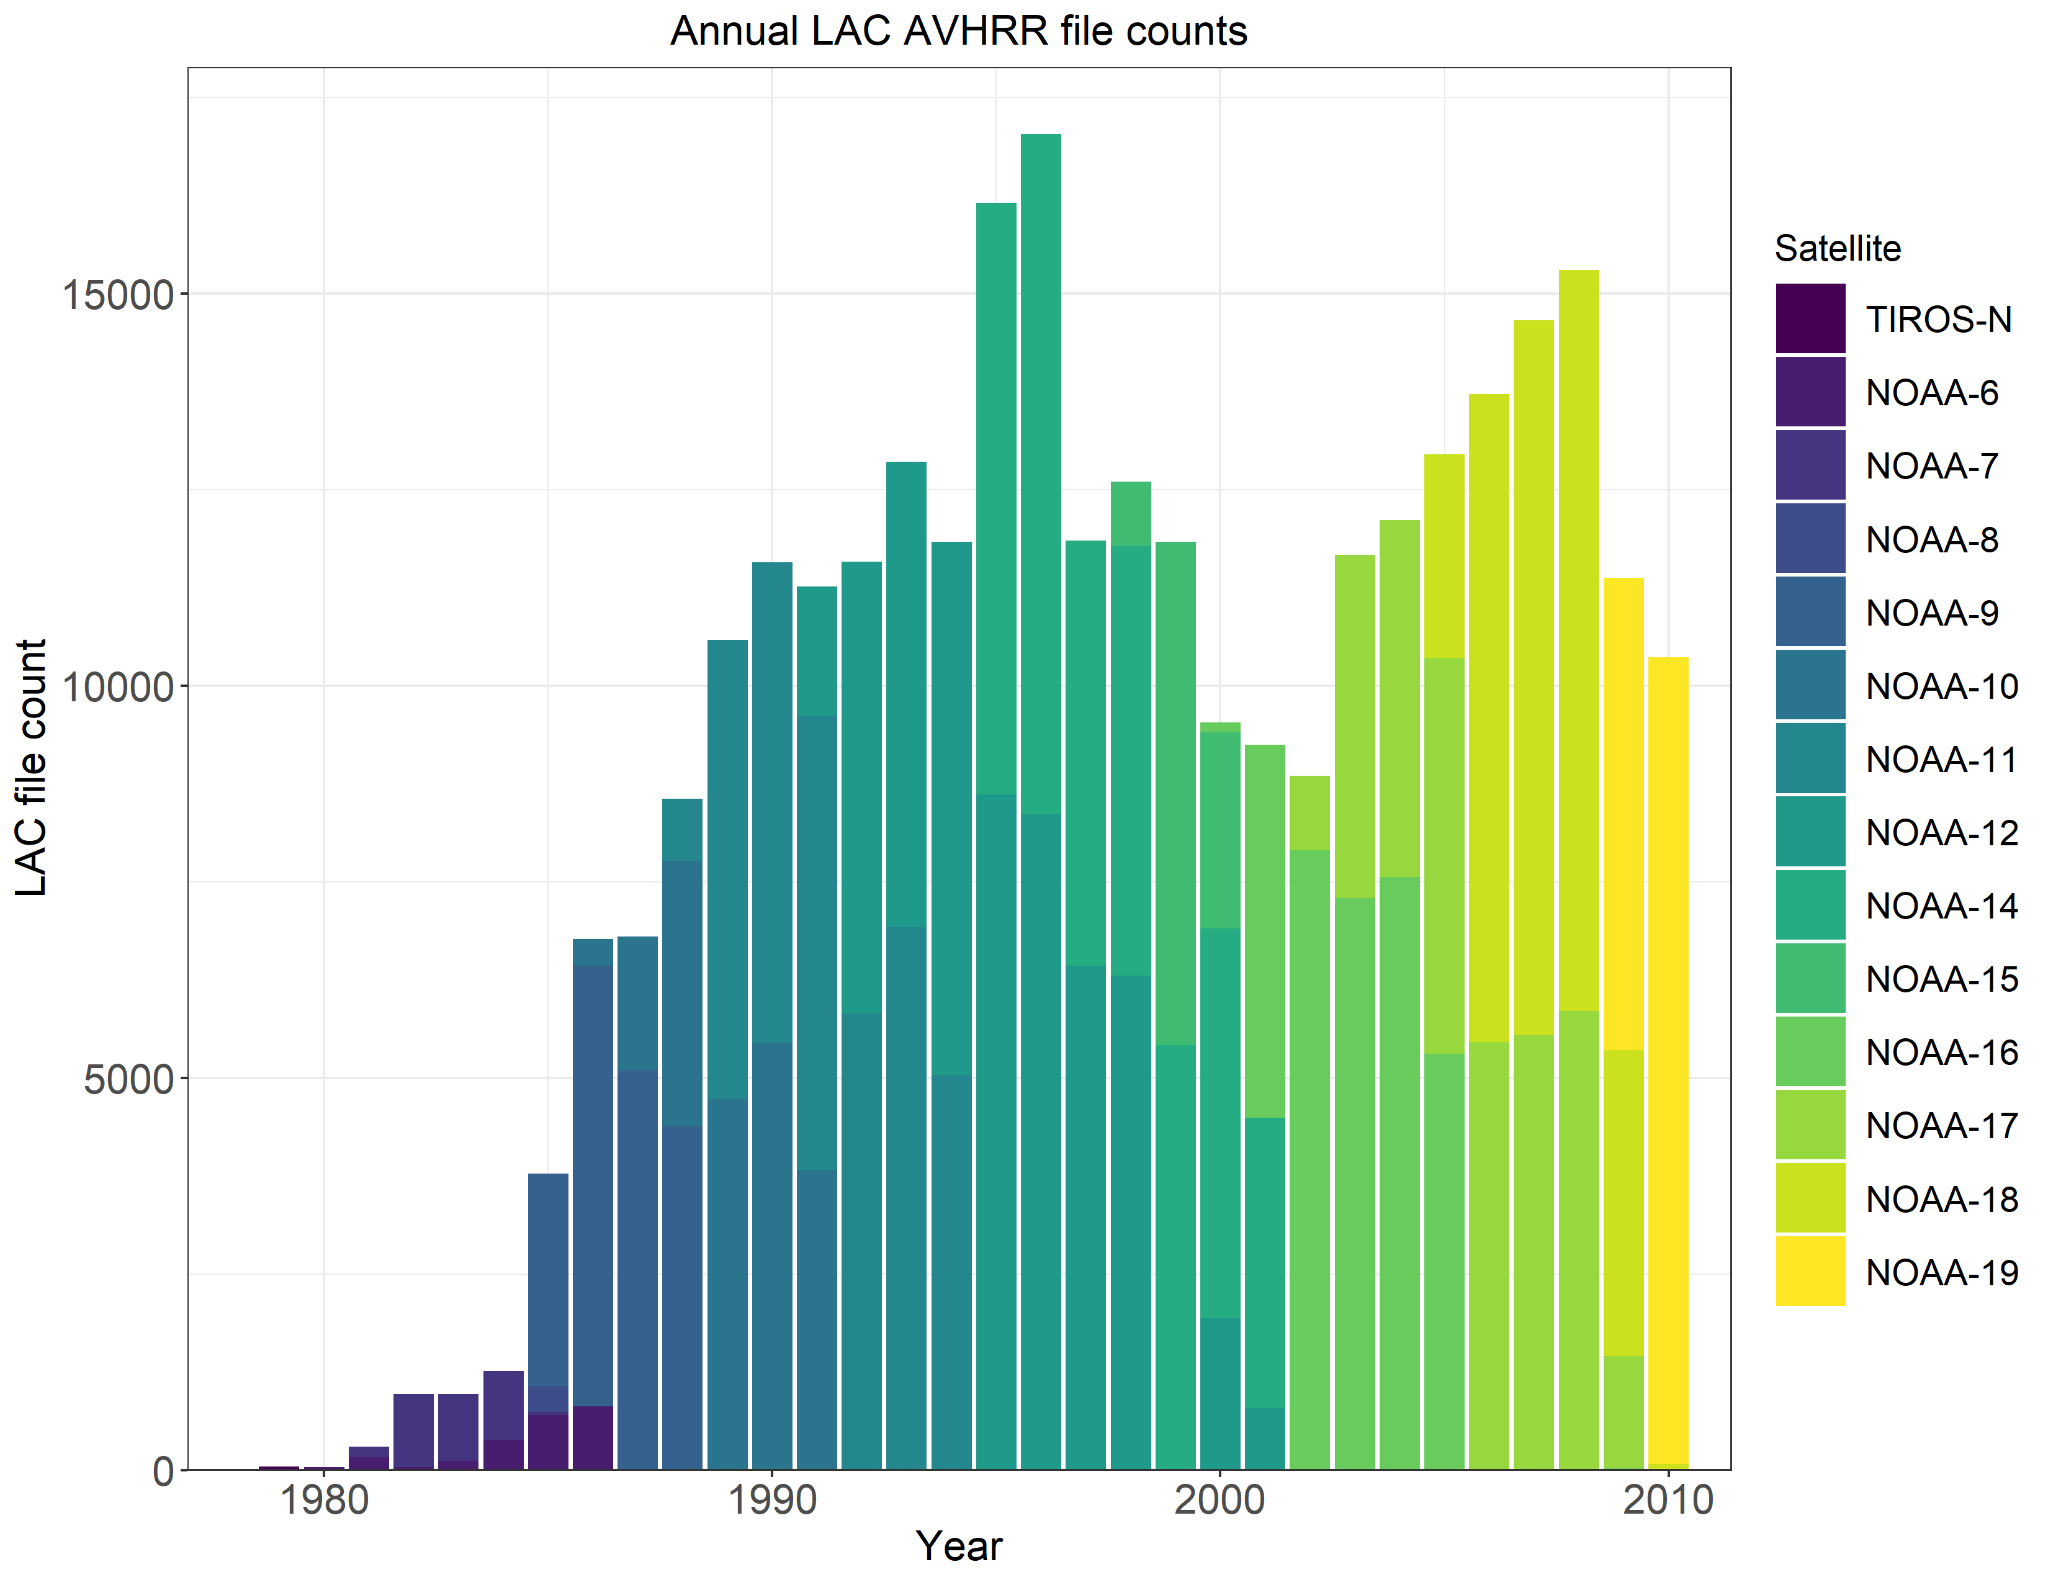 Annual LAC AVHRR file counts
LAC file count
15000
10000
5000
0
1980
1990
2000
2010
Year
Satellite
TIROS-N
NOAA-6
NOAA-7
NOAA-8
NOAA-9
NOAA-10
NOAA-11
NOAA-12
NOAA-14
NOAA-15
NOAA-16
NOAA-17
NOAA-18
NOAA-19